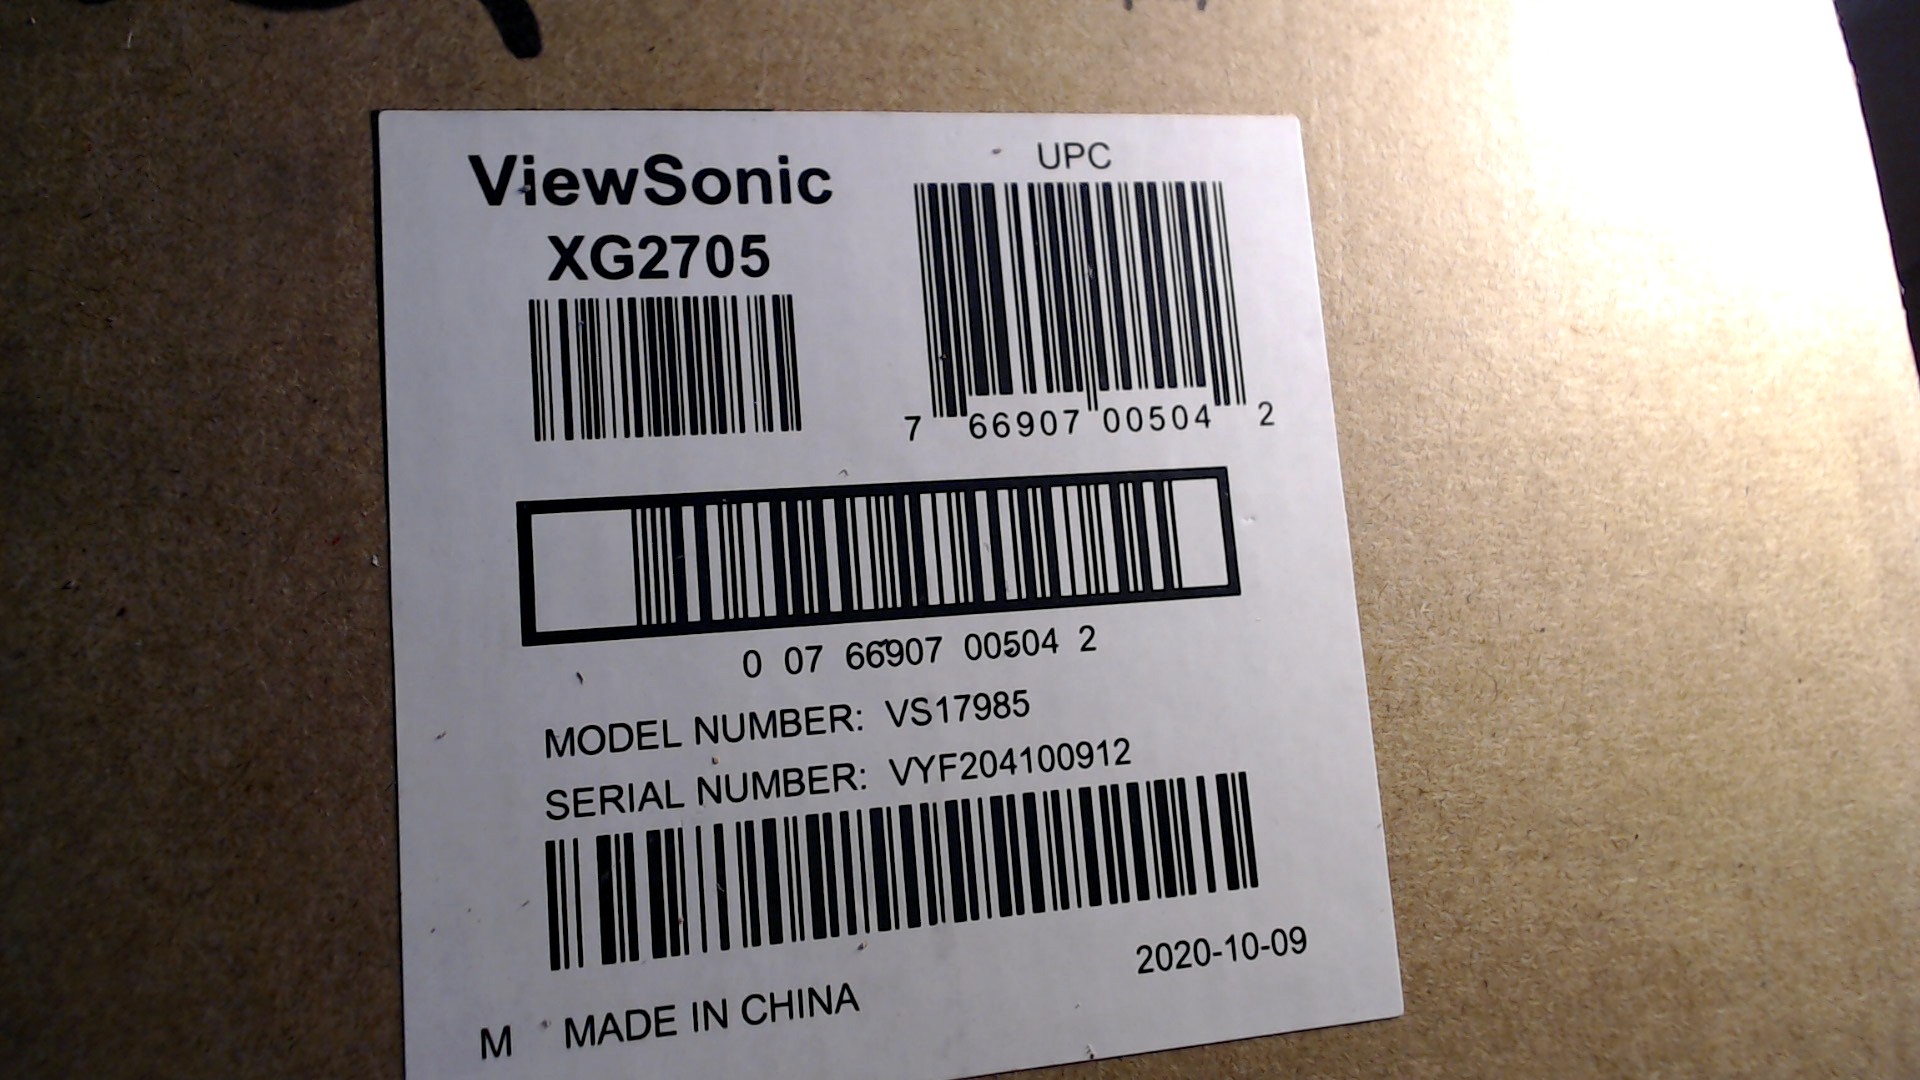 ViewSonic
XG2705
UPC
7 66907 00504 2
0 07 66907 00504 2
MODEL NUMBER: VS17985
SERIAL NUMBER: VYF204100912
2020-10-09
M MADE IN CHINA